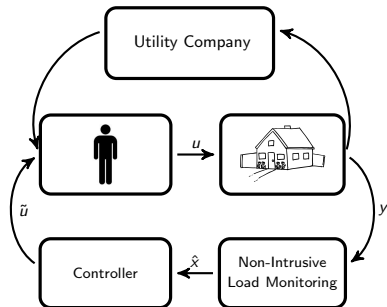 Utility Company
u
ũ
y
x̂
Controller
Non-Intrusive
Load Monitoring